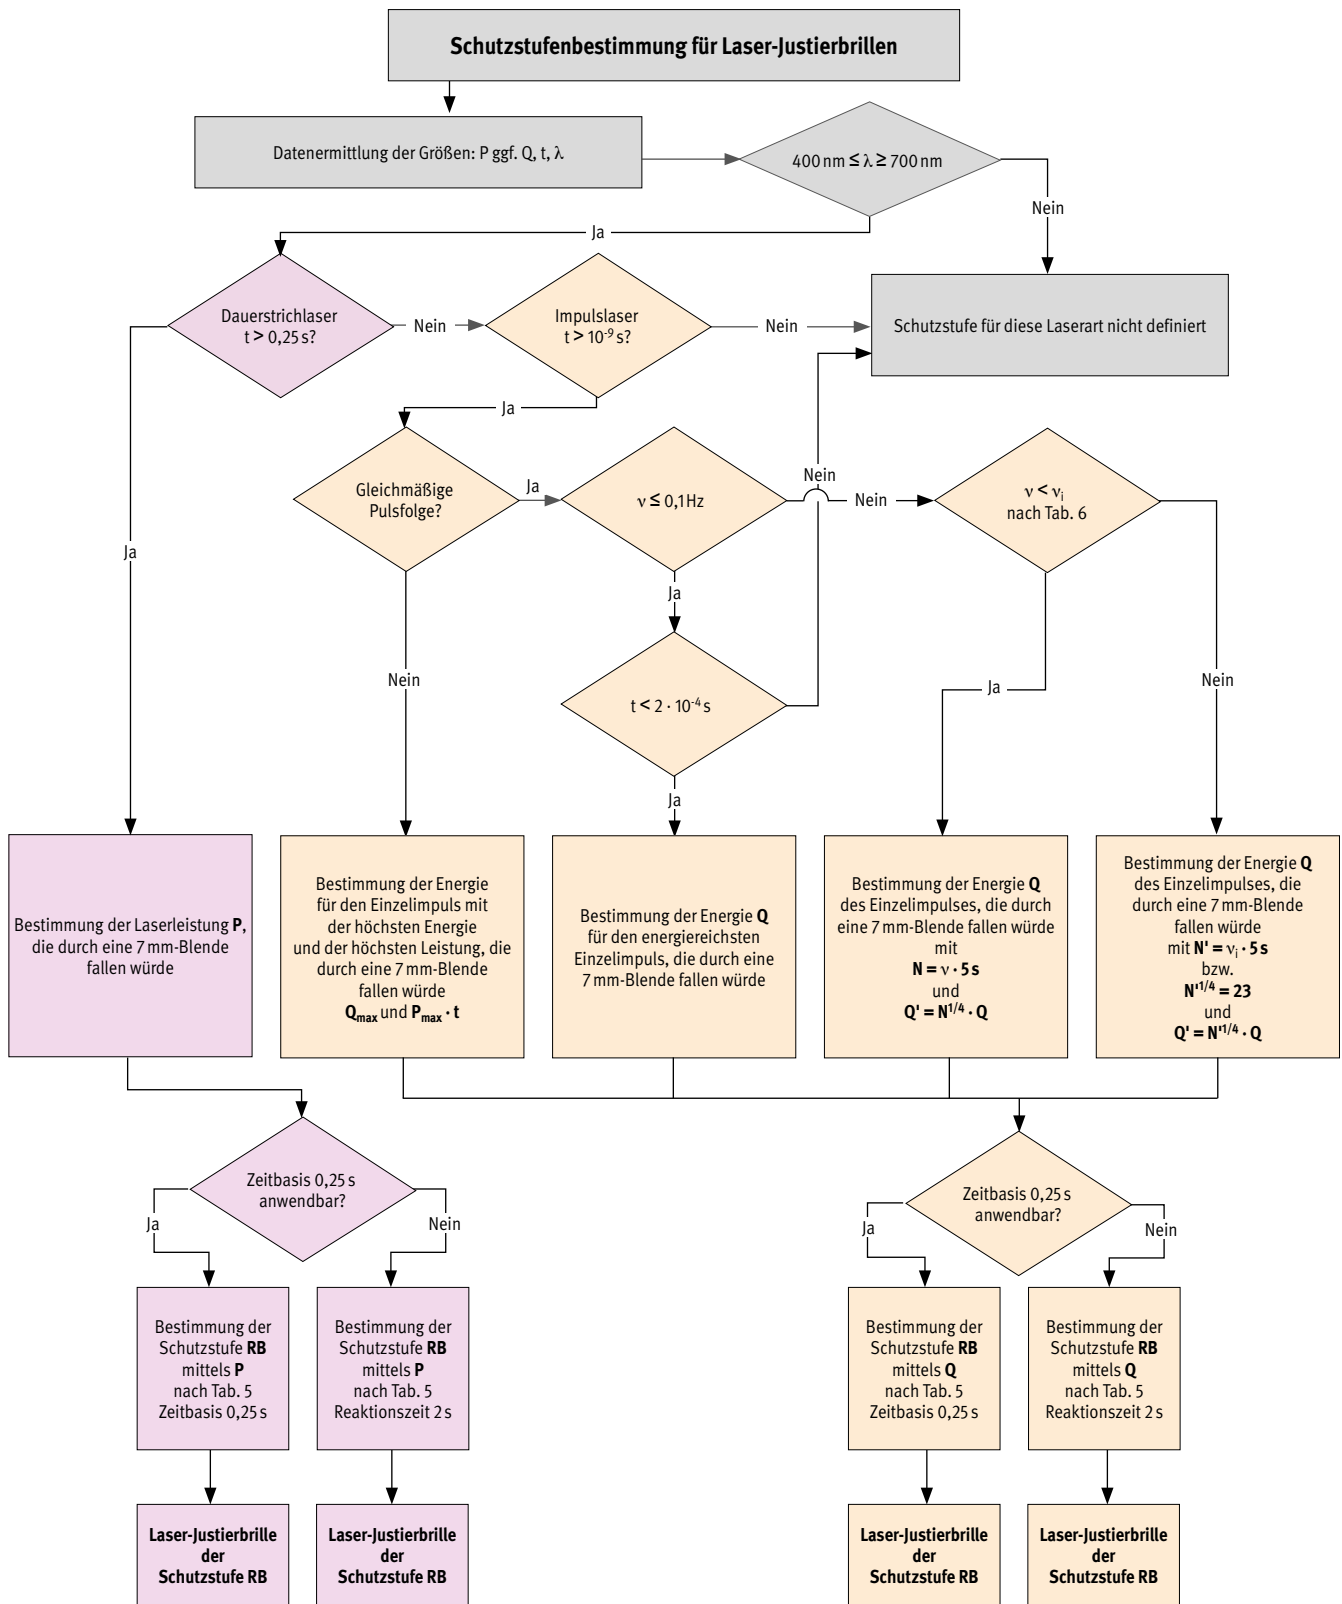 Schutzstufenbestimmung für Laser-Justierbrillen
Datenermittlung der Größen: P ggf. Q, t, λ
400 nm ≤ λ ≥ 700 nm
Nein
Ja
Dauerstrichlaser
t > 0,25 s?
Nein
Impulslaser
t > 10⁻⁹ s?
Nein
Schutzstufe für diese Laserart nicht definiert
Ja
Ja
Gleichmäßige
Pulsfolge?
Ja
ν ≤ 0,1 Hz
Nein
Nein
ν < νᵢ
nach Tab. 6
Ja
Nein
t < 2 · 10⁻⁴ s
Ja
Nein
Ja
Bestimmung der Laserleistung P,
die durch eine 7 mm-Blende
fallen würde
Bestimmung der Energie
für den Einzelimpuls mit
der höchsten Energie
und der höchsten Leistung, die
durch eine 7 mm-Blende
fallen würde
Qmax und Pmax · t
Bestimmung der Energie Q
für den energiereichsten
Einzelimpuls, die durch eine
7 mm-Blende fallen würde
Bestimmung der Energie Q
des Einzelimpulses, die durch
eine 7 mm-Blende fallen würde
mit
N = ν · 5 s
und
Q' = N¹ᐟ⁴ · Q
Bestimmung der Energie Q
des Einzelimpulses, die
durch eine 7 mm-Blende
fallen würde
mit N' = νᵢ · 5 s
bzw.
N'¹ᐟ⁴ = 23
und
Q' = N'¹ᐟ⁴ · Q
Zeitbasis 0,25 s
anwendbar?
Ja
Nein
Zeitbasis 0,25 s
anwendbar?
Ja
Nein
Bestimmung der
Schutzstufe RB
mittels P
nach Tab. 5
Zeitbasis 0,25 s
Bestimmung der
Schutzstufe RB
mittels P
nach Tab. 5
Reaktionszeit 2 s
Bestimmung der
Schutzstufe RB
mittels Q
nach Tab. 5
Zeitbasis 0,25 s
Bestimmung der
Schutzstufe RB
mittels Q
nach Tab. 5
Reaktionszeit 2 s
Laser-Justierbrille
der
Schutzstufe RB
Laser-Justierbrille
der
Schutzstufe RB
Laser-Justierbrille
der
Schutzstufe RB
Laser-Justierbrille
der
Schutzstufe RB